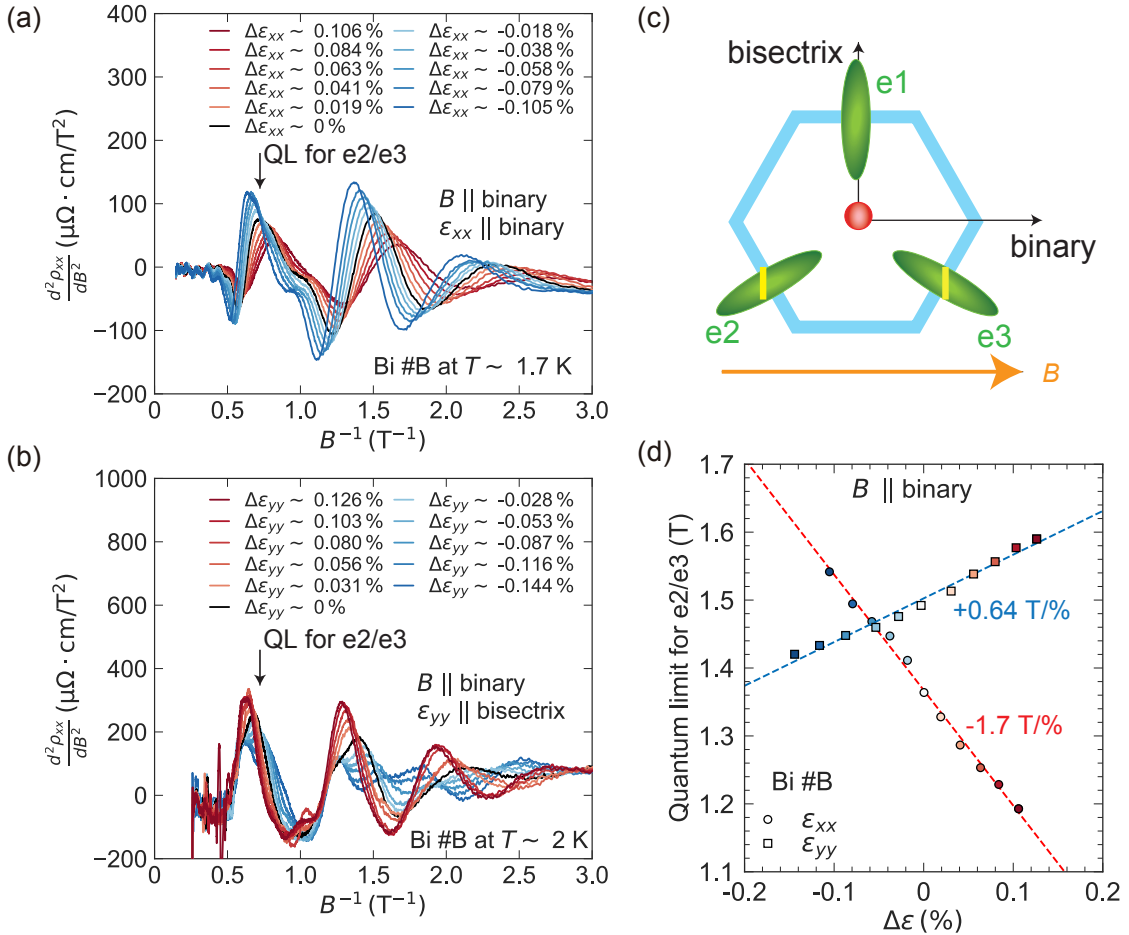 (a)
400
300
200
100
0
−100
−200
d²ρxx/dB² (μΩ · cm/T²)
Δεxx ~ 0.106 %
Δεxx ~ 0.084 %
Δεxx ~ 0.063 %
Δεxx ~ 0.041 %
Δεxx ~ 0.019 %
Δεxx ~ 0 %
Δεxx ~ -0.018 %
Δεxx ~ -0.038 %
Δεxx ~ -0.058 %
Δεxx ~ -0.079 %
Δεxx ~ -0.105 %
QL for e2/e3
B || binary
εxx || binary
Bi #B at T ~ 1.7 K
0 0.5 1.0 1.5 2.0 2.5 3.0
B⁻¹ (T⁻¹)
(b)
1000
800
600
400
200
0
−200
d²ρxx/dB² (μΩ · cm/T²)
Δεyy ~ 0.126 %
Δεyy ~ 0.103 %
Δεyy ~ 0.080 %
Δεyy ~ 0.056 %
Δεyy ~ 0.031 %
Δεyy ~ 0 %
Δεyy ~ -0.028 %
Δεyy ~ -0.053 %
Δεyy ~ -0.087 %
Δεyy ~ -0.116 %
Δεyy ~ -0.144 %
QL for e2/e3
B || binary
εyy || bisectrix
Bi #B at T ~ 2 K
0 0.5 1.0 1.5 2.0 2.5 3.0
B⁻¹ (T⁻¹)
(c)
bisectrix
e1
binary
e2
e3
B
(d)
1.7
1.6
1.5
1.4
1.3
1.2
1.1
Quantum limit for e2/e3 (T)
B || binary
+0.64 T/%
-1.7 T/%
Bi #B
εxx
εyy
-0.2 -0.1 0 0.1 0.2
Δε (%)